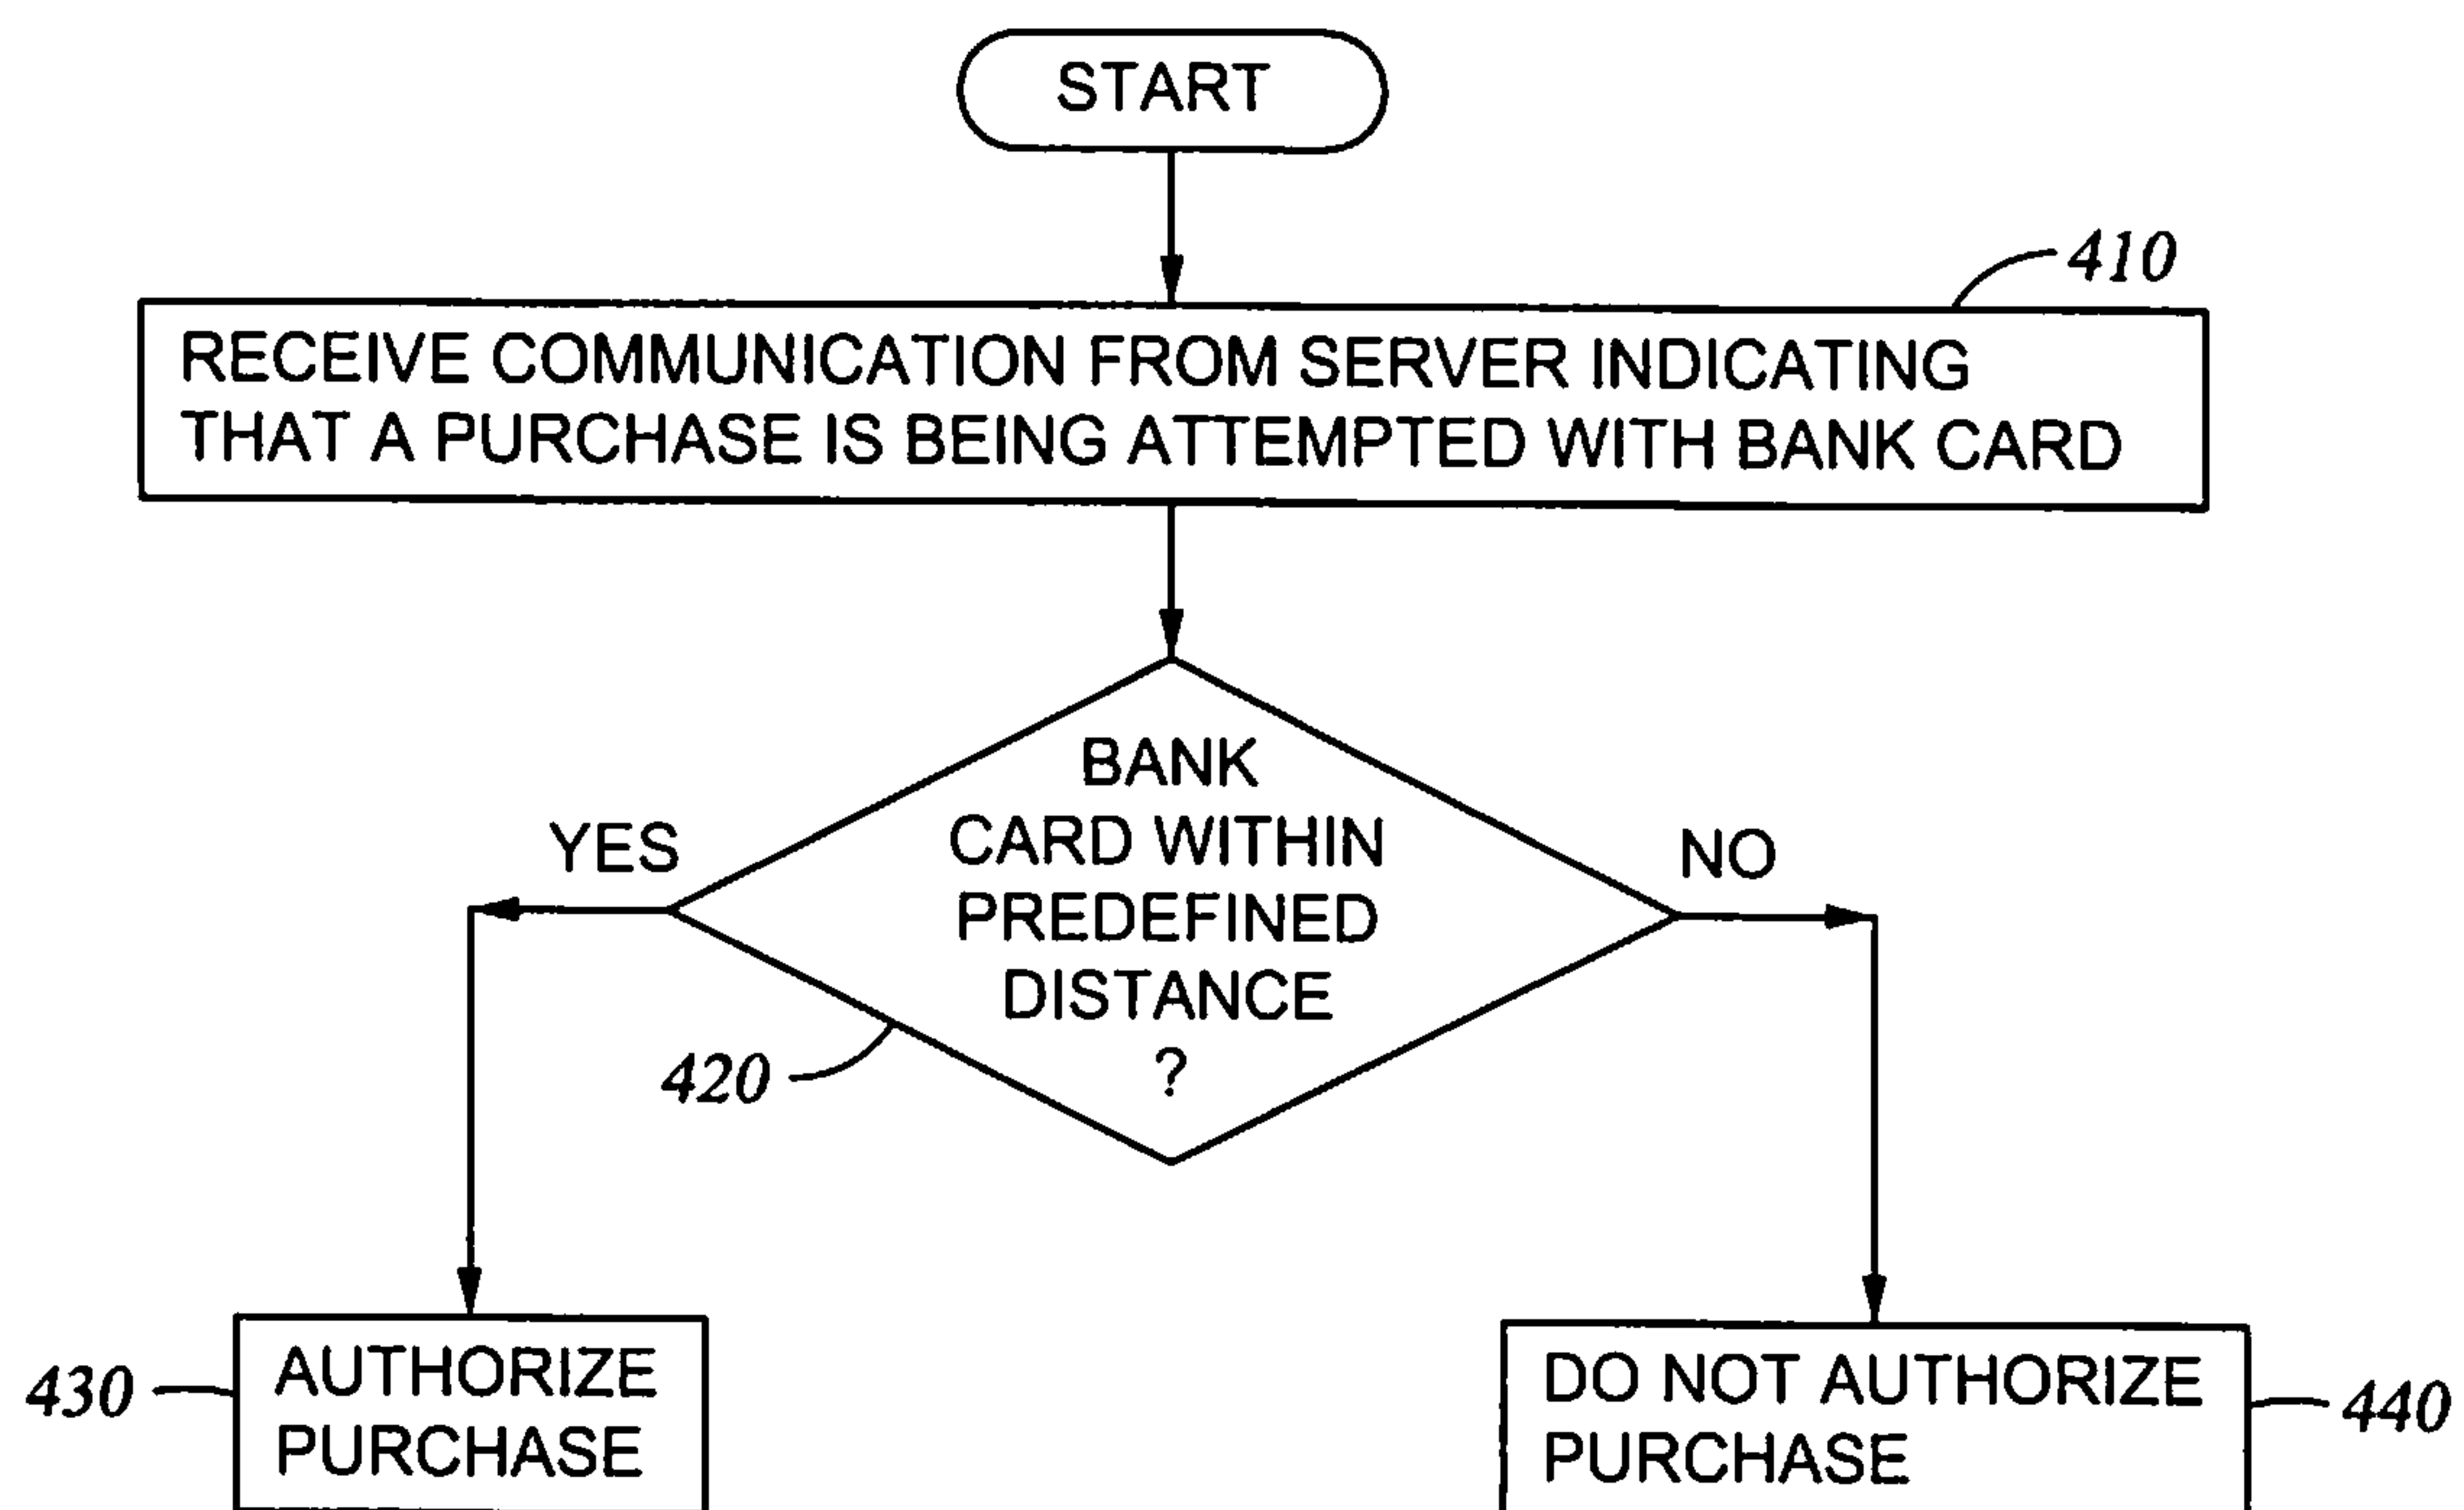 START
410
RECEIVE COMMUNICATION FROM SERVER INDICATING
THAT A PURCHASE IS BEING ATTEMPTED WITH BANK CARD
BANK
CARD WITHIN
PREDEFINED
DISTANCE
?
YES
NO
420
430
AUTHORIZE
PURCHASE
DO NOT AUTHORIZE
PURCHASE
440